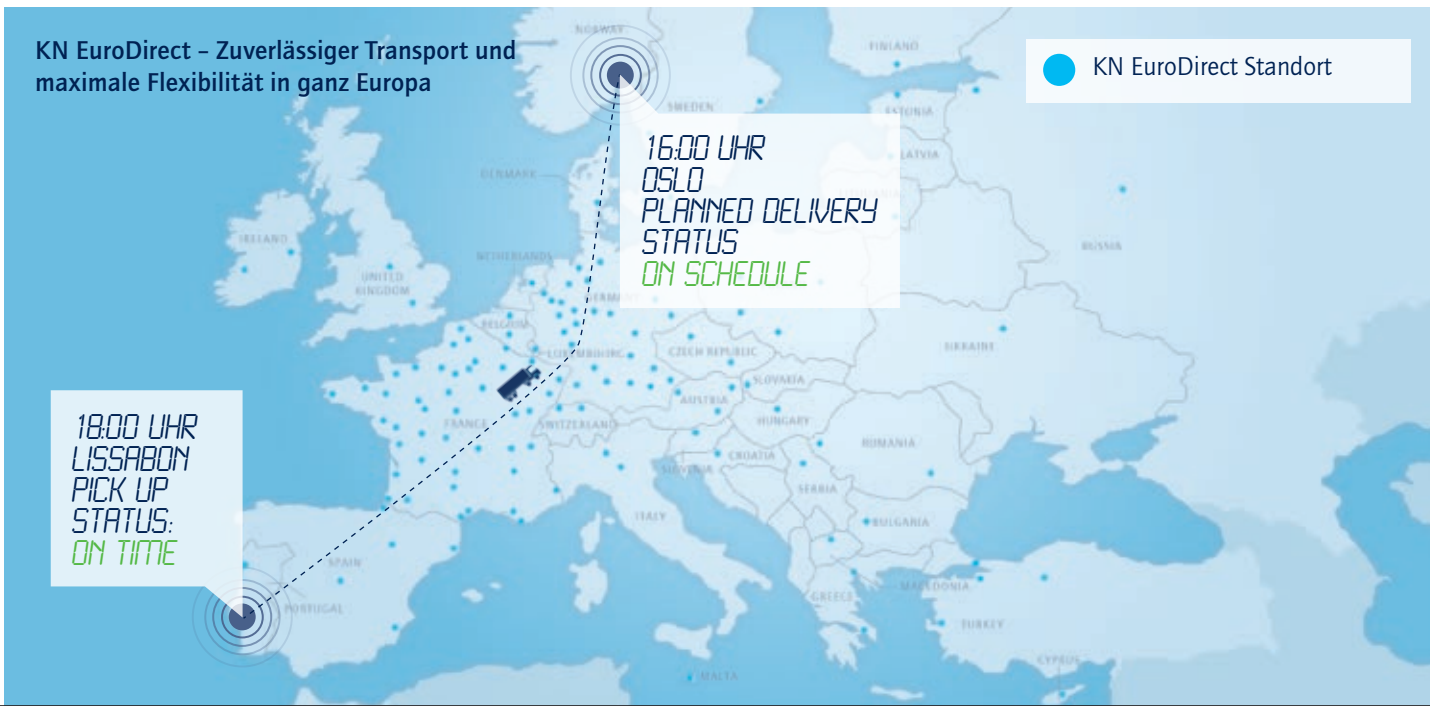 KN EuroDirect – Zuverlässiger Transport und
maximale Flexibilität in ganz Europa
KN EuroDirect Standort
NORWAY
FINLAND
SWEDEN
ESTONIA
16:00 UHR
OSLO
PLANNED DELIVERY
STATUS
ON SCHEDULE
LATVIA
DENMARK
IRELAND
RUSSIA
NETHERLANDS
UNITED
KINGDOM
GERMANY
BELGIUM
UKRAINE
LUXEMBOURG
CZECH REPUBLIC
SLOVAKIA
AUSTRIA
18:00 UHR
LISSABON
PICK UP
STATUS:
ON TIME
FRANCE
SWITZERLAND
HUNGARY
RUMANIA
CROATIA
SLOVENIA
SERBIA
ITALY
BULGARIA
SPAIN
MACEDONIA
PORTUGAL
GREECE
TURKEY
CYPRUS
MALTA